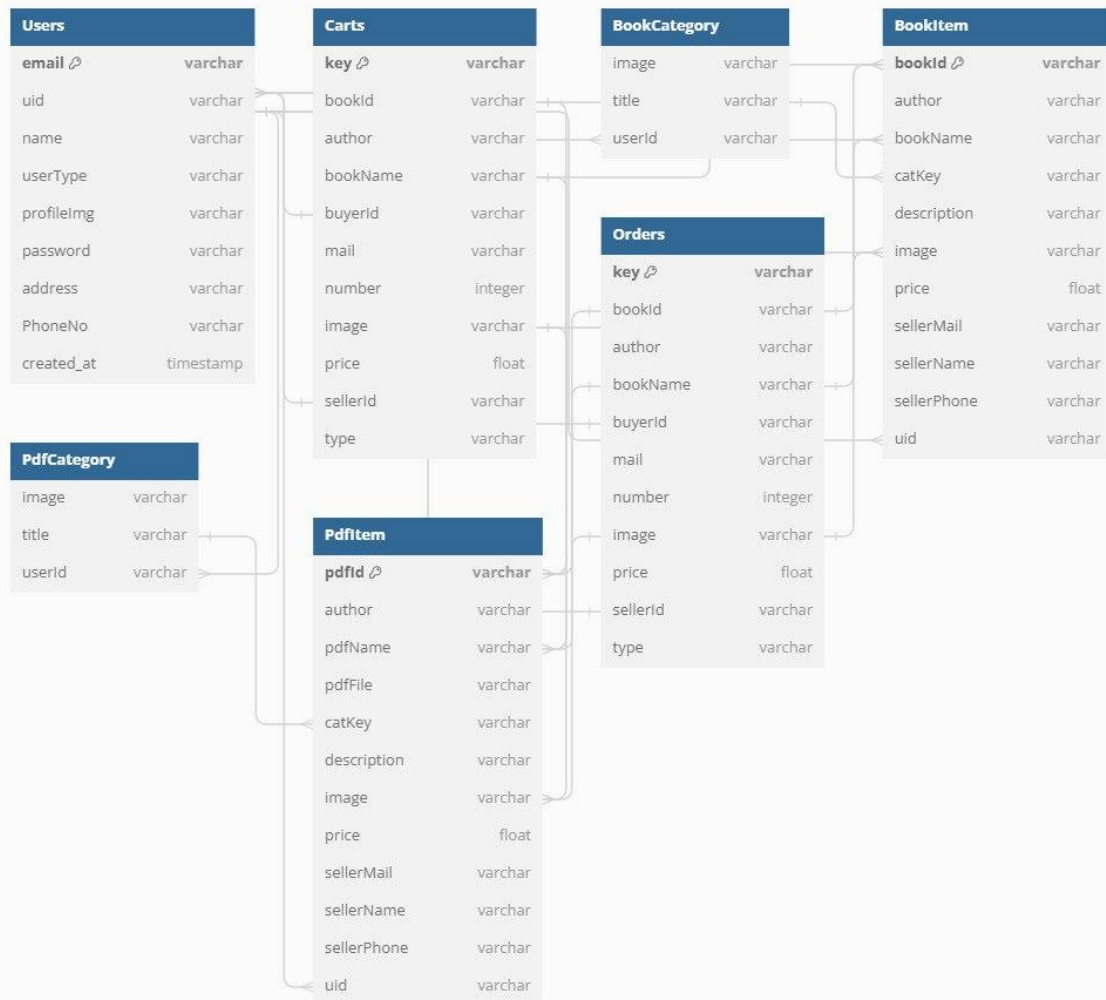 Users
email varchar
uid varchar
name varchar
userType varchar
profileImg varchar
password varchar
address varchar
PhoneNo varchar
created_at timestamp
Carts
key varchar
bookId varchar
author varchar
bookName varchar
buyerId varchar
mail varchar
number integer
image varchar
price float
sellerId varchar
type varchar
BookCategory
image varchar
title varchar
userId varchar
BookItem
bookId varchar
author varchar
bookName varchar
catKey varchar
description varchar
image varchar
price float
sellerMail varchar
sellerName varchar
sellerPhone varchar
uid varchar
Orders
key varchar
bookId varchar
author varchar
bookName varchar
buyerId varchar
mail varchar
number integer
image varchar
price float
sellerId varchar
type varchar
PdfCategory
image varchar
title varchar
userId varchar
PdfItem
pdfId varchar
author varchar
pdfName varchar
pdfFile varchar
catKey varchar
description varchar
image varchar
price float
sellerMail varchar
sellerName varchar
sellerPhone varchar
uid varchar